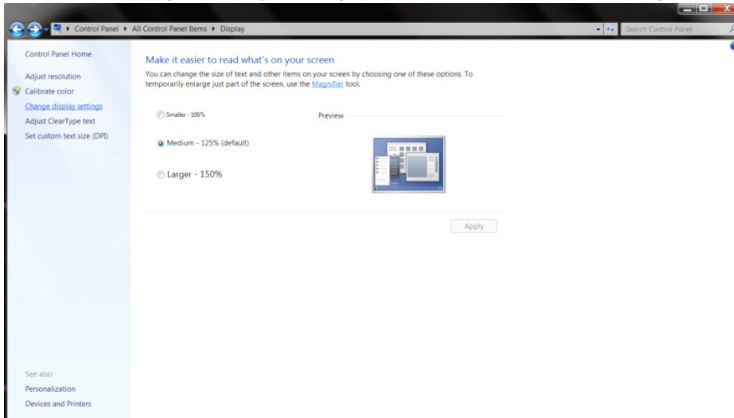 Control Panel ▸ All Control Panel Items ▸ Display
Search Control Panel
Control Panel Home
Adjust resolution
Calibrate color
Change display settings
Adjust ClearType text
Set custom text size (DPI)
See also
Personalization
Devices and Printers
Make it easier to read what's on your screen
You can change the size of text and other items on your screen by choosing one of these options. To
temporarily enlarge just part of the screen, use the Magnifier tool.
Smaller - 100%
Preview
Medium - 125% (default)
Larger - 150%
Apply